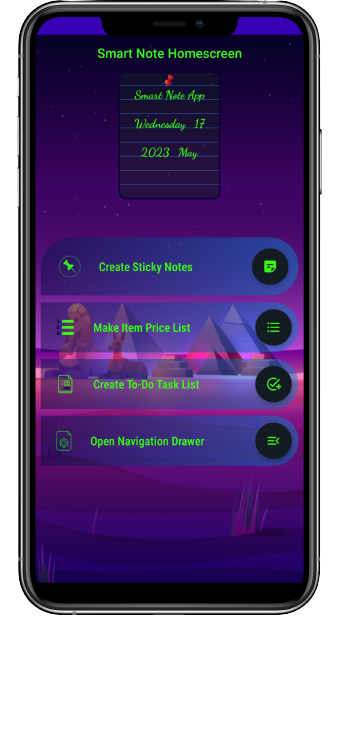 Smart Note Homescreen
Smart Note App
Wednesday 17
2023 May
Create Sticky Notes
Make Item Price List
Create To-Do Task List
Open Navigation Drawer